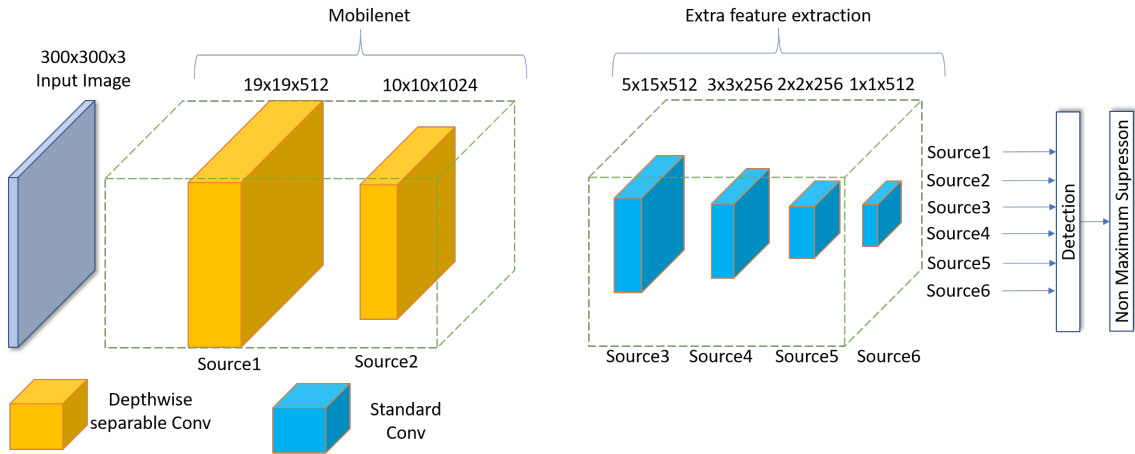 Mobilenet
Extra feature extraction
300x300x3
Input Image
19x19x512
10x10x1024
5x15x512
3x3x256
2x2x256
1x1x512
Source1
Source2
Source3
Source4
Source5
Source6
Detection
Non Maximum Supresson
Source1
Source2
Source3
Source4
Source5
Source6
Depthwise
separable Conv
Standard
Conv